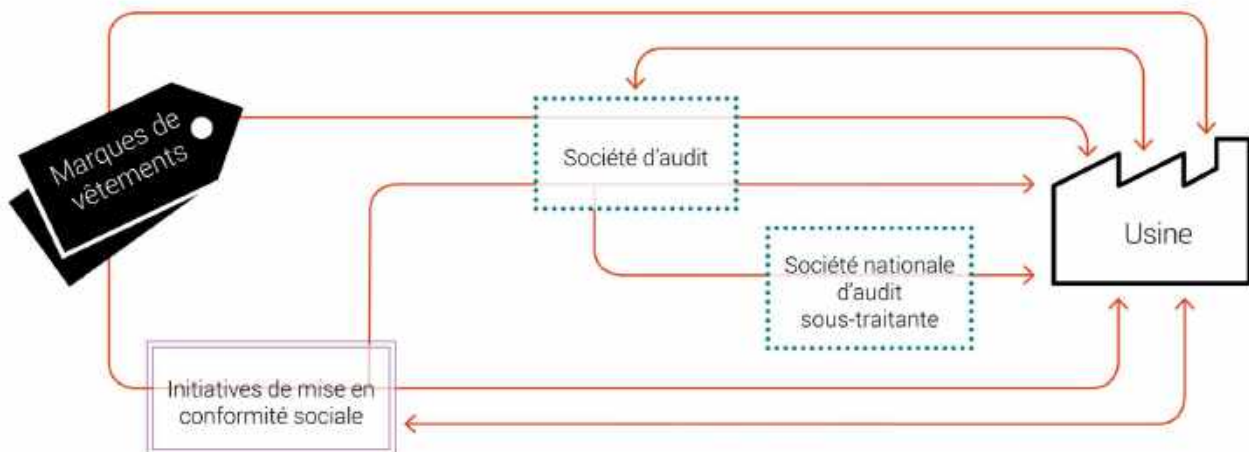 Marques de
vêtements
Société d'audit
Usine
Société nationale
d'audit
sous-traitante
Initiatives de mise en
conformité sociale